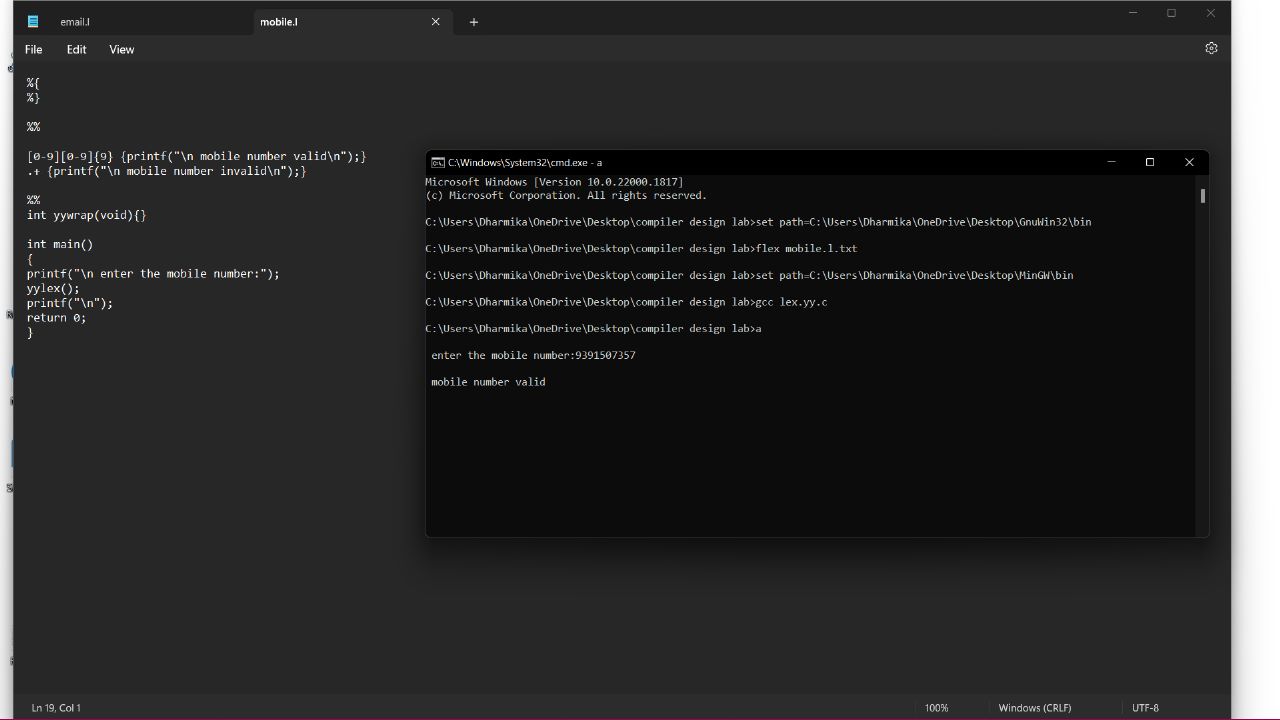 email.l
mobile.l
File Edit View
%{
%}
%%
[0-9][0-9]{9} {printf("\n mobile number valid\n");}
.+ {printf("\n mobile number invalid\n");}
%%
int yywrap(void){}
int main()
{
printf("\n enter the mobile number:");
yylex();
printf("\n");
return 0;
}
C:\Windows\System32\cmd.exe - a
Microsoft Windows [Version 10.0.22000.1817]
(c) Microsoft Corporation. All rights reserved.
C:\Users\Dharmika\OneDrive\Desktop\compiler design lab>set path=C:\Users\Dharmika\OneDrive\Desktop\GnuWin32\bin
C:\Users\Dharmika\OneDrive\Desktop\compiler design lab>flex mobile.l.txt
C:\Users\Dharmika\OneDrive\Desktop\compiler design lab>set path=C:\Users\Dharmika\OneDrive\Desktop\MinGW\bin
C:\Users\Dharmika\OneDrive\Desktop\compiler design lab>gcc lex.yy.c
C:\Users\Dharmika\OneDrive\Desktop\compiler design lab>a
enter the mobile number:9391507357
mobile number valid
Ln 19, Col 1
100%
Windows (CRLF)
UTF-8